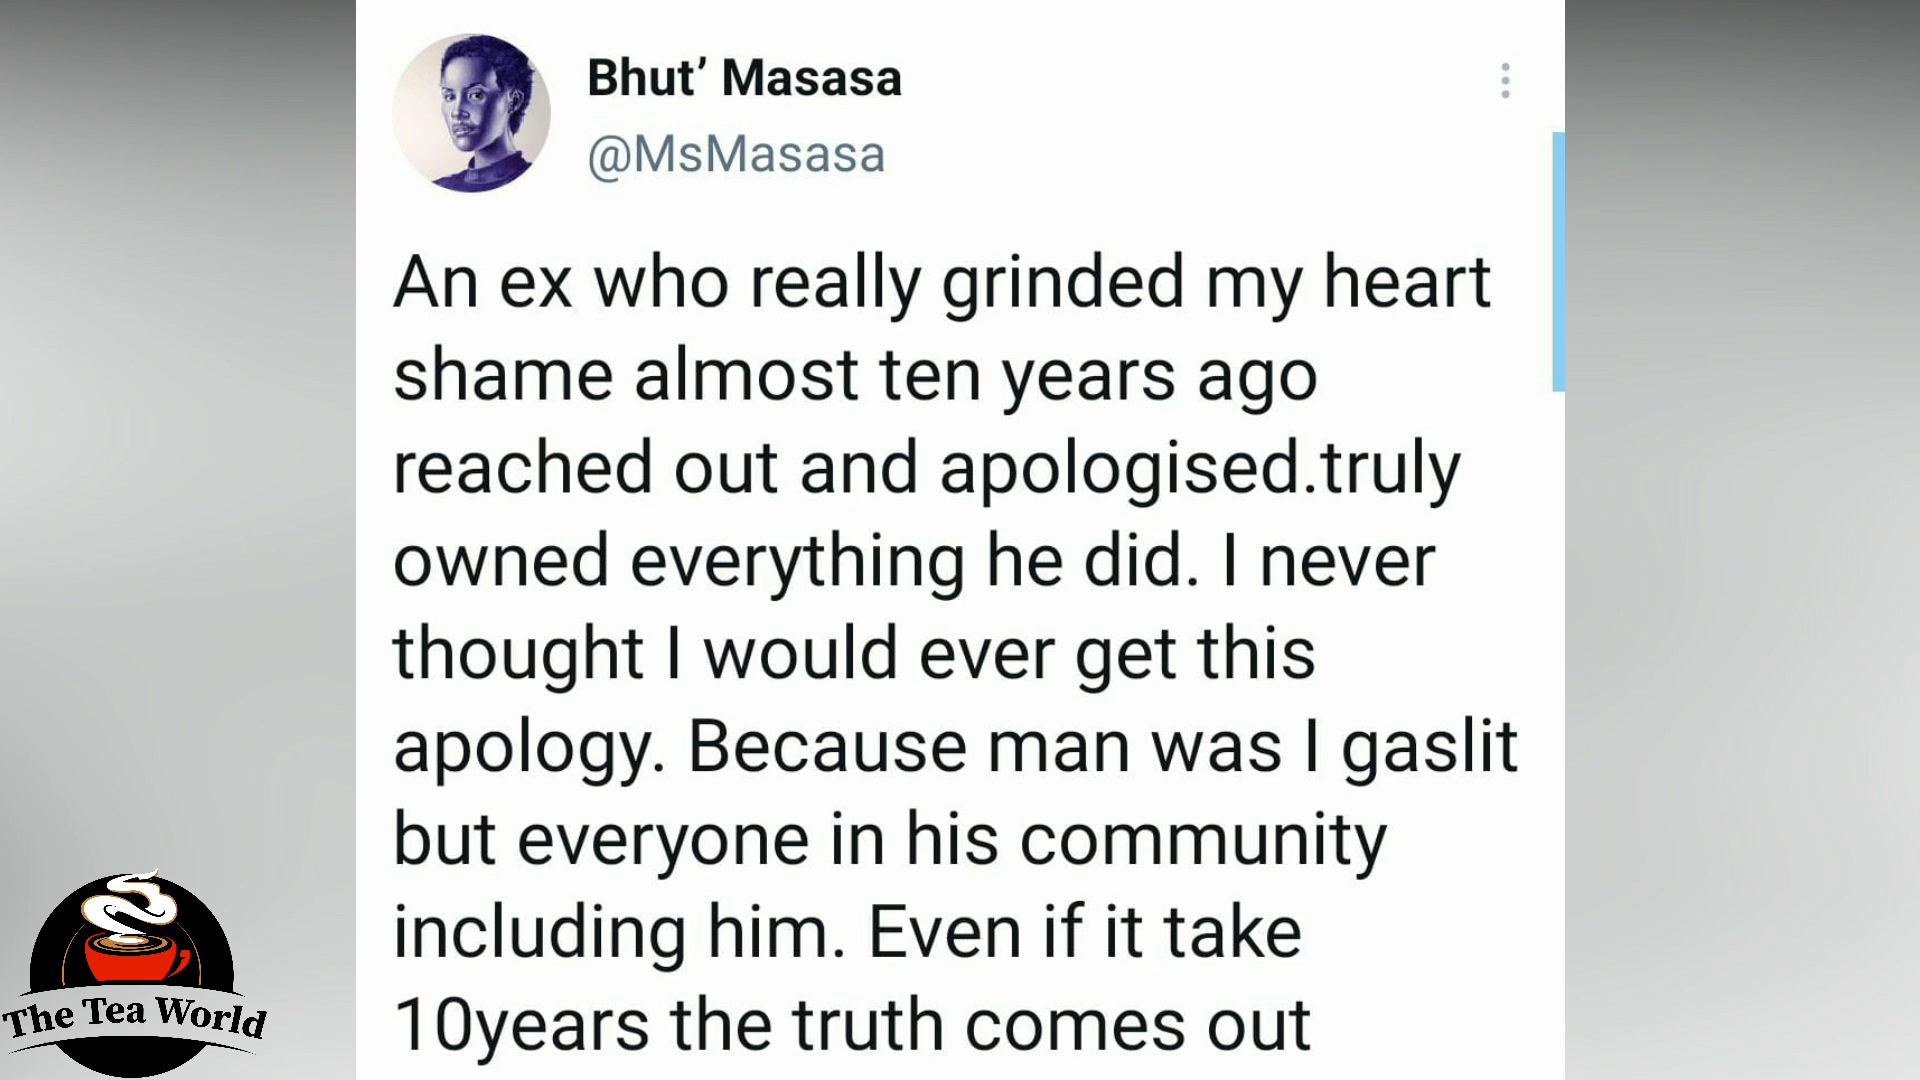 Bhut’ Masasa
@MsMasasa
An ex who really grinded my heart
shame almost ten years ago
reached out and apologised.truly
owned everything he did. I never
thought I would ever get this
apology. Because man was I gaslit
but everyone in his community
including him. Even if it take
10years the truth comes out
The Tea World